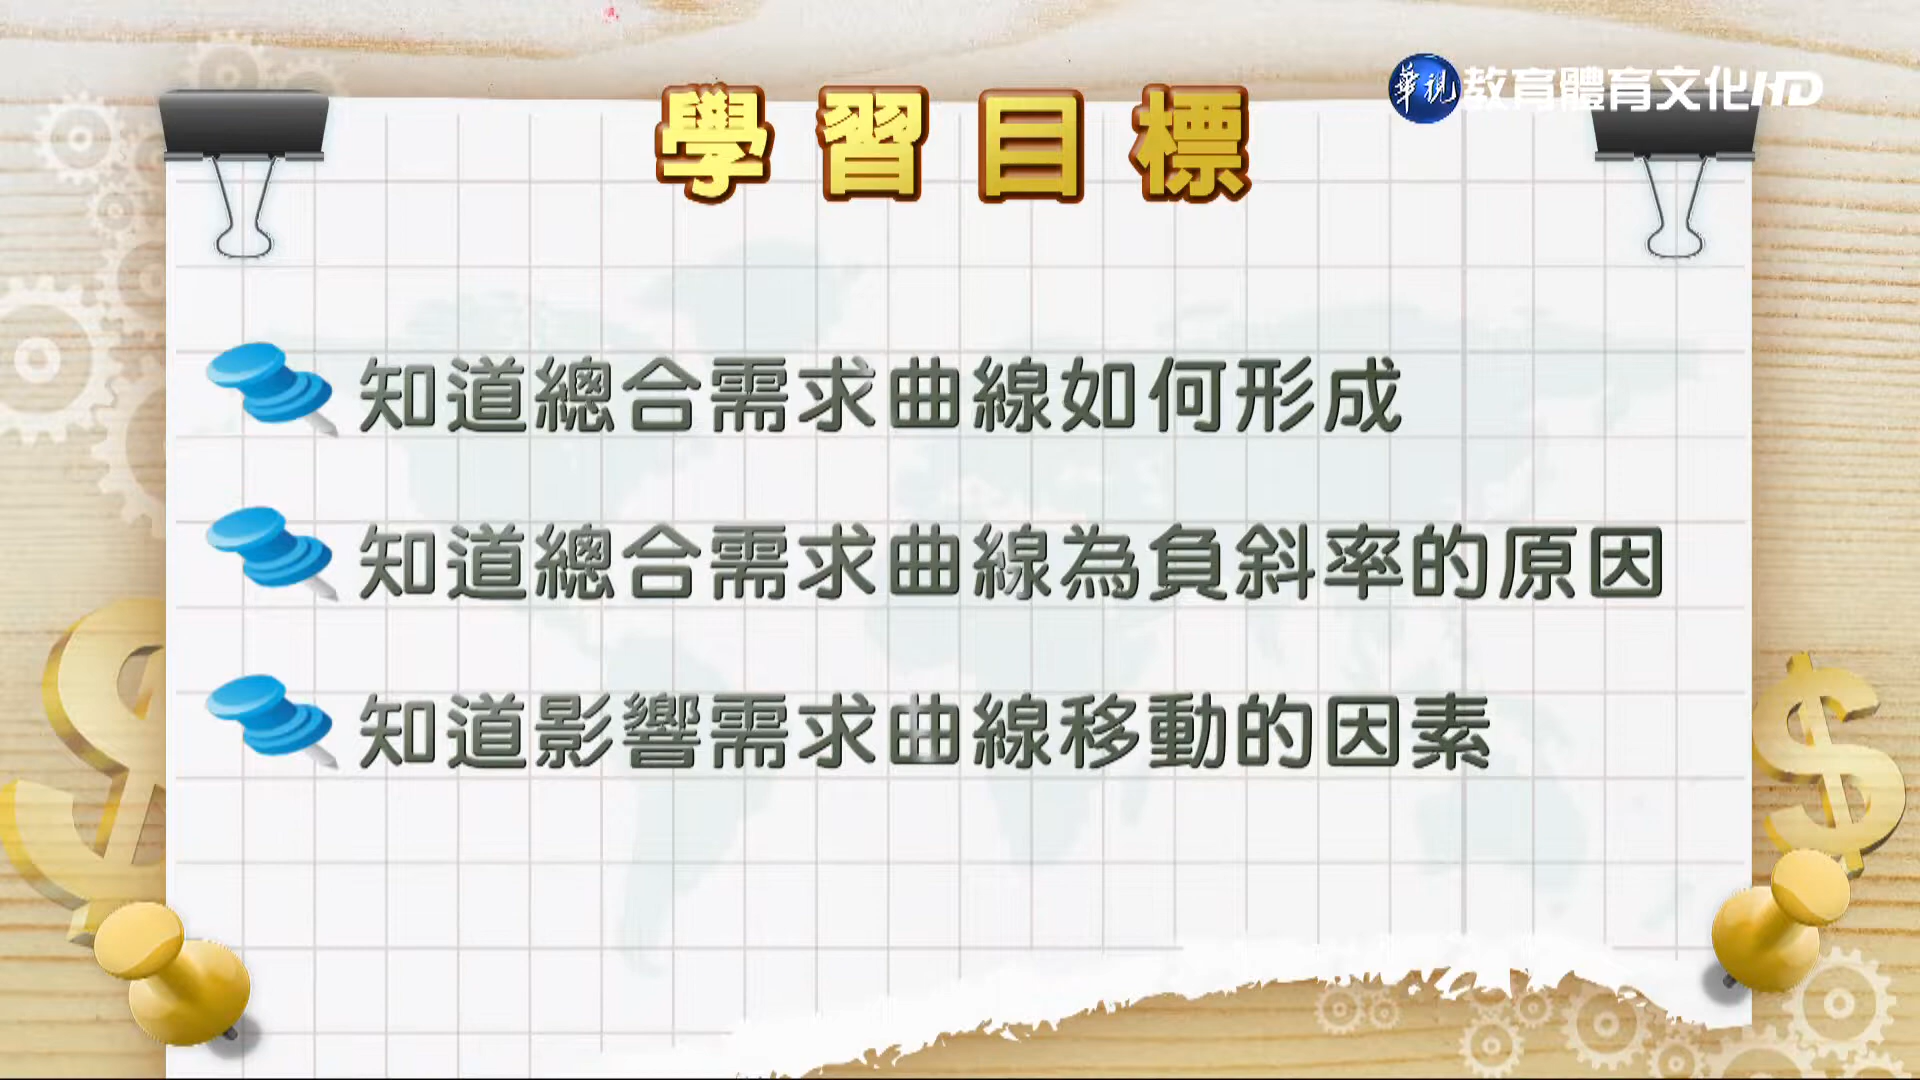 華視 教育體育文化HD
學習目標
知道總合需求曲線如何形成
知道總合需求曲線為負斜率的原因
知道影響需求曲線移動的因素